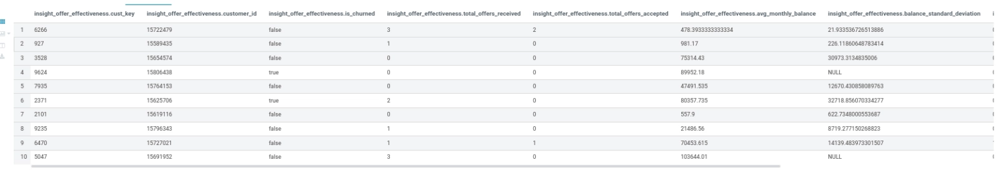 insight_offer_effectiveness.cust_key insight_offer_effectiveness.customer_id insight_offer_effectiveness.is_churned insight_offer_effectiveness.total_offers_received insight_offer_effectiveness.total_offers_accepted insight_offer_effectiveness.avg_monthly_balance insight_offer_effectiveness.balance_standard_deviation
1 6266 15722479 false 3 2 478.3933333333334 21.933536726513886
2 927 15589435 false 1 0 981.17 226.11860648783414
3 3528 15654574 false 0 0 75314.43 30973.3134835006
4 9624 15806438 true 0 0 89952.18 NULL
5 7935 15764153 false 0 0 47491.535 12670.430858089763
6 2371 15625706 true 2 0 80357.735 32718.856070334277
7 2101 15619116 false 0 0 557.9 622.7348000553687
8 9235 15796343 false 1 0 21486.56 8719.277150268823
9 6470 15727021 false 1 1 70453.615 14139.483973301507
10 5047 15691952 false 3 0 103644.01 NULL